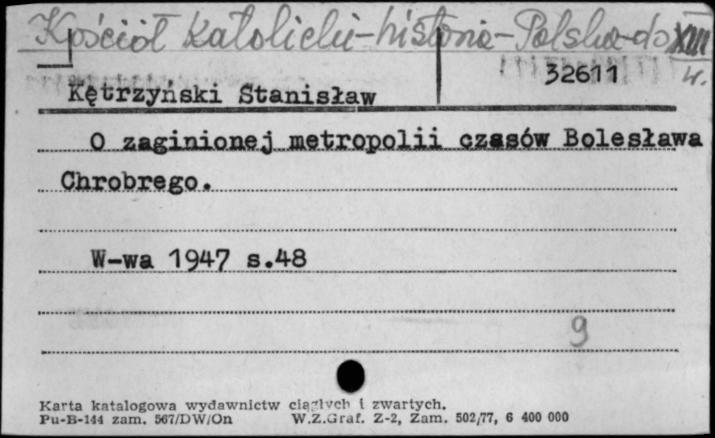 Kościół katolicki-historia-Polska-do XIII w.
32611
Kętrzyński Stanisław
O zaginionej metropolii czasów Bolesława
Chrobrego.
W-wa 1947 s.48
9
Karta katalogowa wydawnictw ciągłych i zwartych.
Pu-B-144 zam. 567/DW/On W.Z.Graf. Z-2, Zam. 502/77, 6 400 000